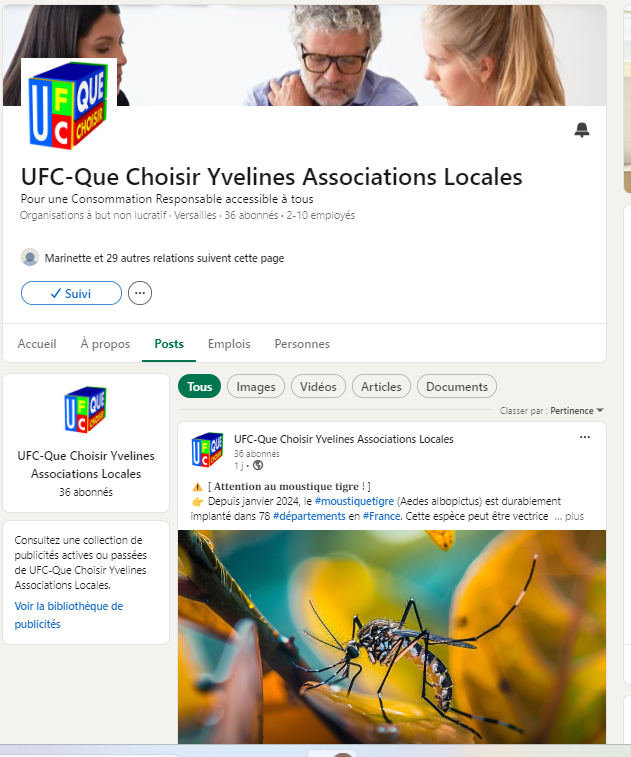 UFC QUE CHOISIR
UFC-Que Choisir Yvelines Associations Locales
Pour une Consommation Responsable accessible à tous
Organisations à but non lucratif · Versailles · 36 abonnés · 2-10 employés
Marinette et 29 autres relations suivent cette page
✓ Suivi ···
Accueil À propos Posts Emplois Personnes
UFC QUE
UFC-Que Choisir Yvelines
Associations Locales
36 abonnés
Consultez une collection de
publicités actives ou passées
de UFC-Que Choisir Yvelines
Associations Locales.
Voir la bibliothèque de
publicités
Tous Images Vidéos Articles Documents
Classer par : Pertinence
UFC QUE
UFC-Que Choisir Yvelines Associations Locales
36 abonnés
1 j •
⚠️ [ Attention au moustique tigre ! ]
👉 Depuis janvier 2024, le #moustiquetigre (Aedes albopictus) est durablement
implanté dans 78 #départements en #France. Cette espèce peut être vectrice … plus